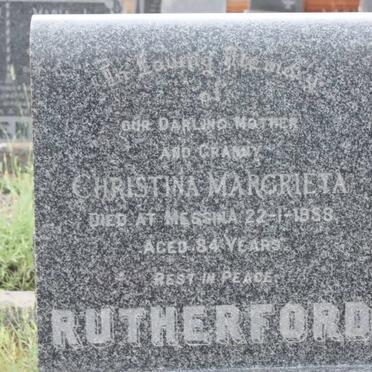 In Loving Memory
of
OUR DARLING MOTHER
AND GRANNY
CHRISTINA MARGRIETA
DIED AT MESSINA 22-1-1958
AGED 84 YEARS
REST IN PEACE.
RUTHERFORD